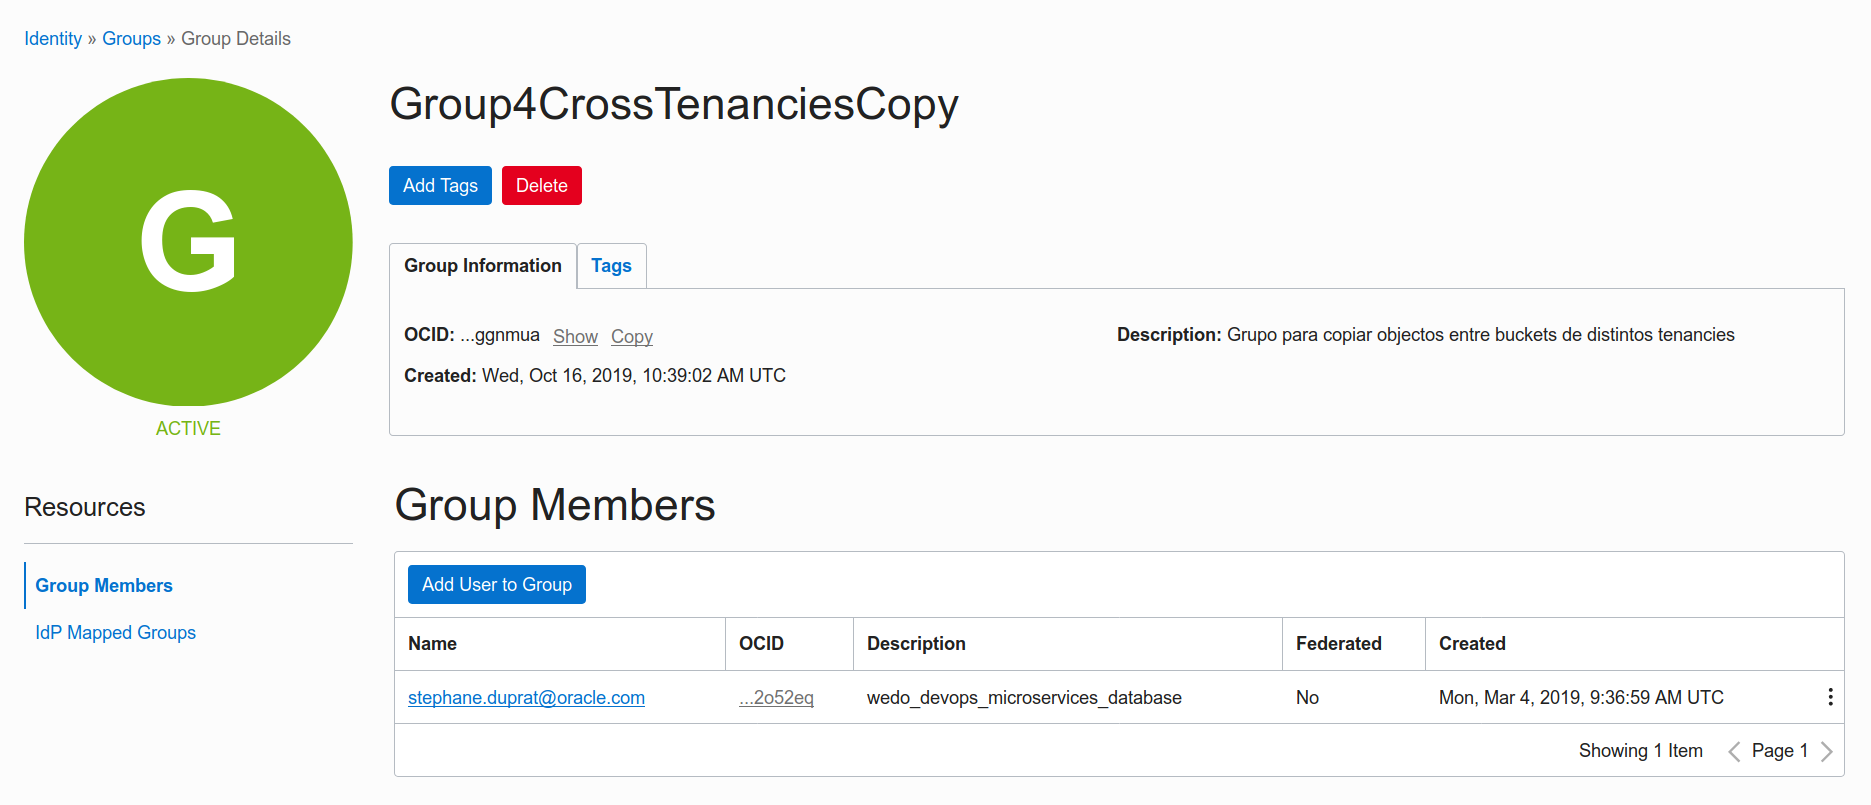 Identity » Groups » Group Details
G
ACTIVE
Group4CrossTenanciesCopy
Add Tags Delete
Group Information Tags
OCID: ...ggnmua Show Copy
Description: Grupo para copiar objectos entre buckets de distintos tenancies
Created: Wed, Oct 16, 2019, 10:39:02 AM UTC
Resources
Group Members
IdP Mapped Groups
Group Members
Add User to Group
Name OCID Description Federated Created
stephane.duprat@oracle.com ...2o52eq wedo_devops_microservices_database No Mon, Mar 4, 2019, 9:36:59 AM UTC
Showing 1 Item Page 1